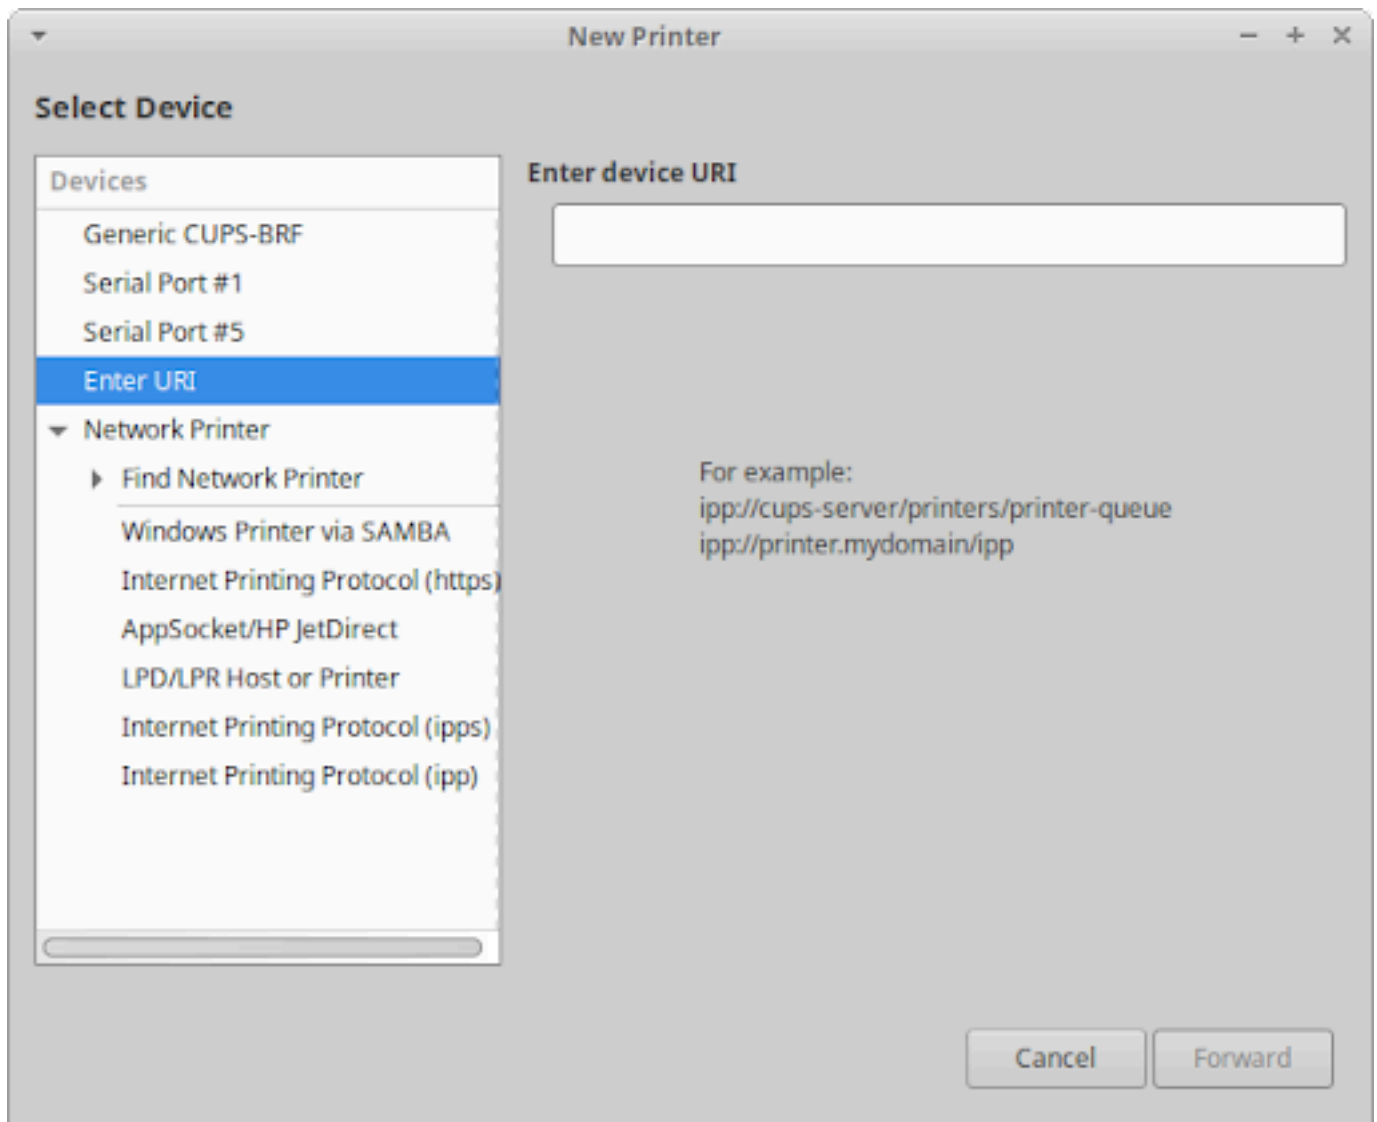 New Printer
Select Device
Devices
Generic CUPS-BRF
Serial Port #1
Serial Port #5
Enter URI
Network Printer
Find Network Printer
Windows Printer via SAMBA
Internet Printing Protocol (https)
AppSocket/HP JetDirect
LPD/LPR Host or Printer
Internet Printing Protocol (ipps)
Internet Printing Protocol (ipp)
Enter device URI
For example:
ipp://cups-server/printers/printer-queue
ipp://printer.mydomain/ipp
Cancel
Forward